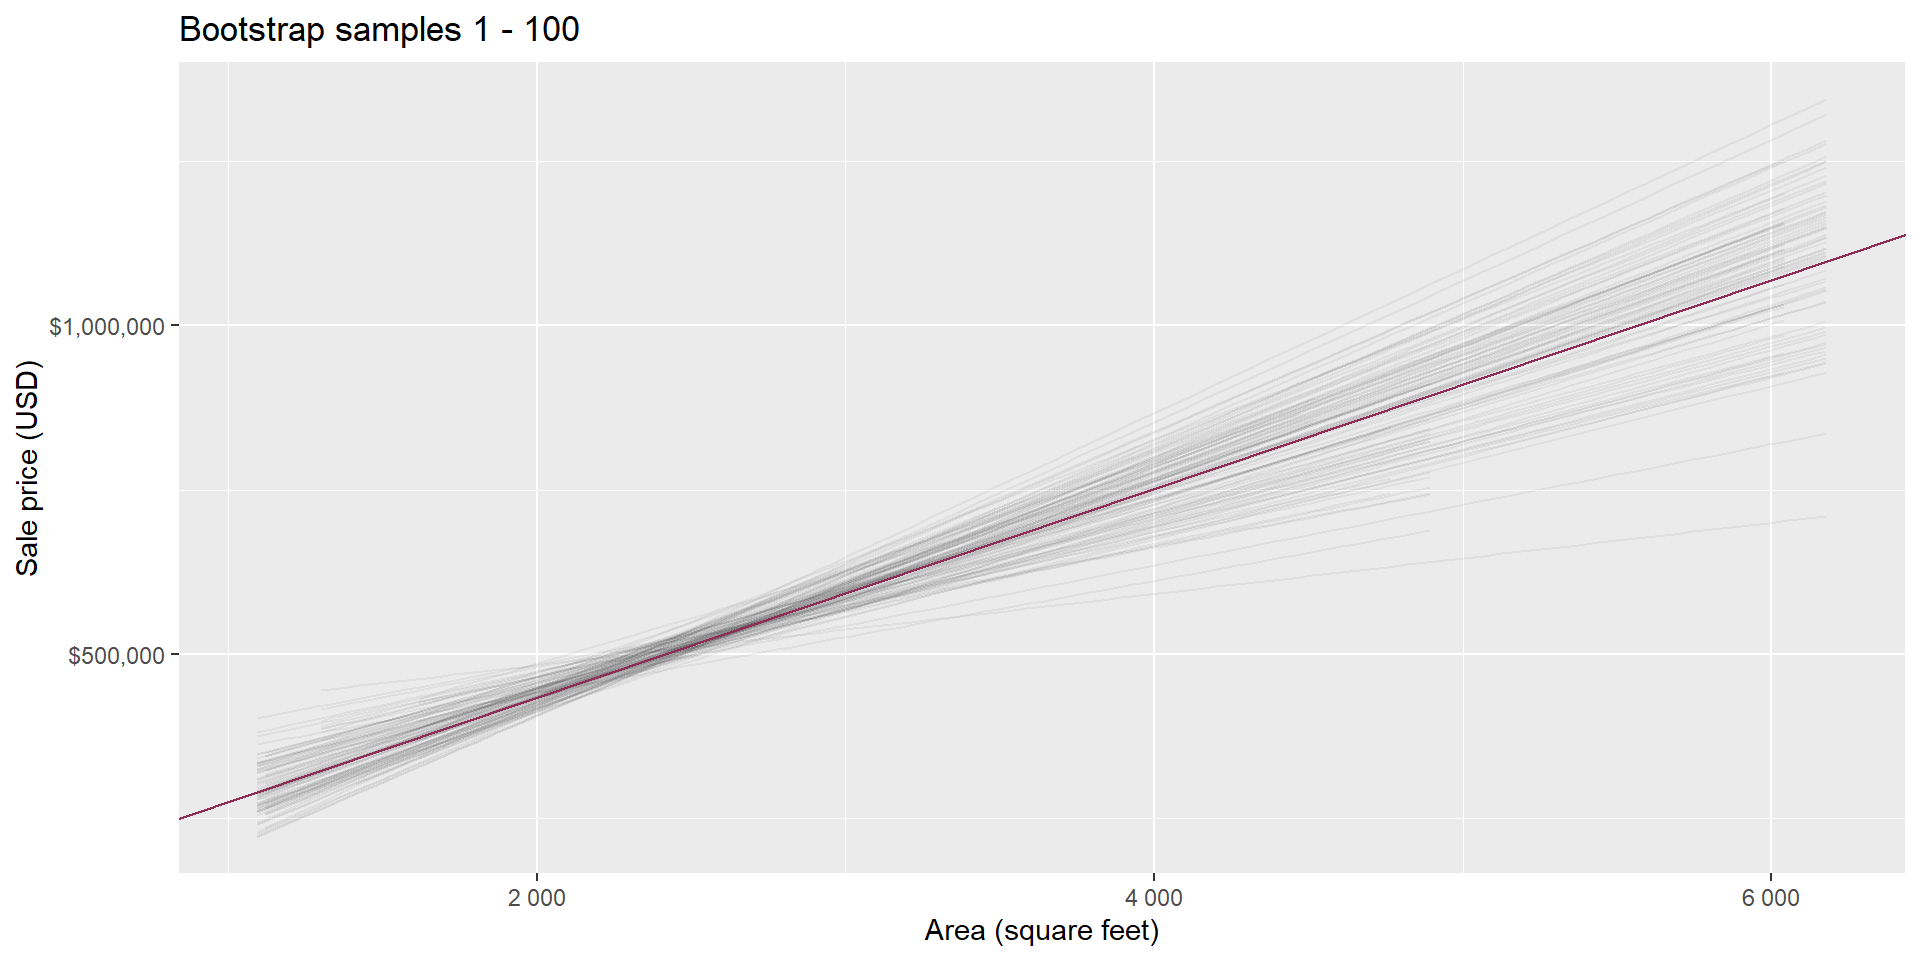 Bootstrap samples 1 - 100
Sale price (USD)
$1,000,000
$500,000
2 000
4 000
6 000
Area (square feet)